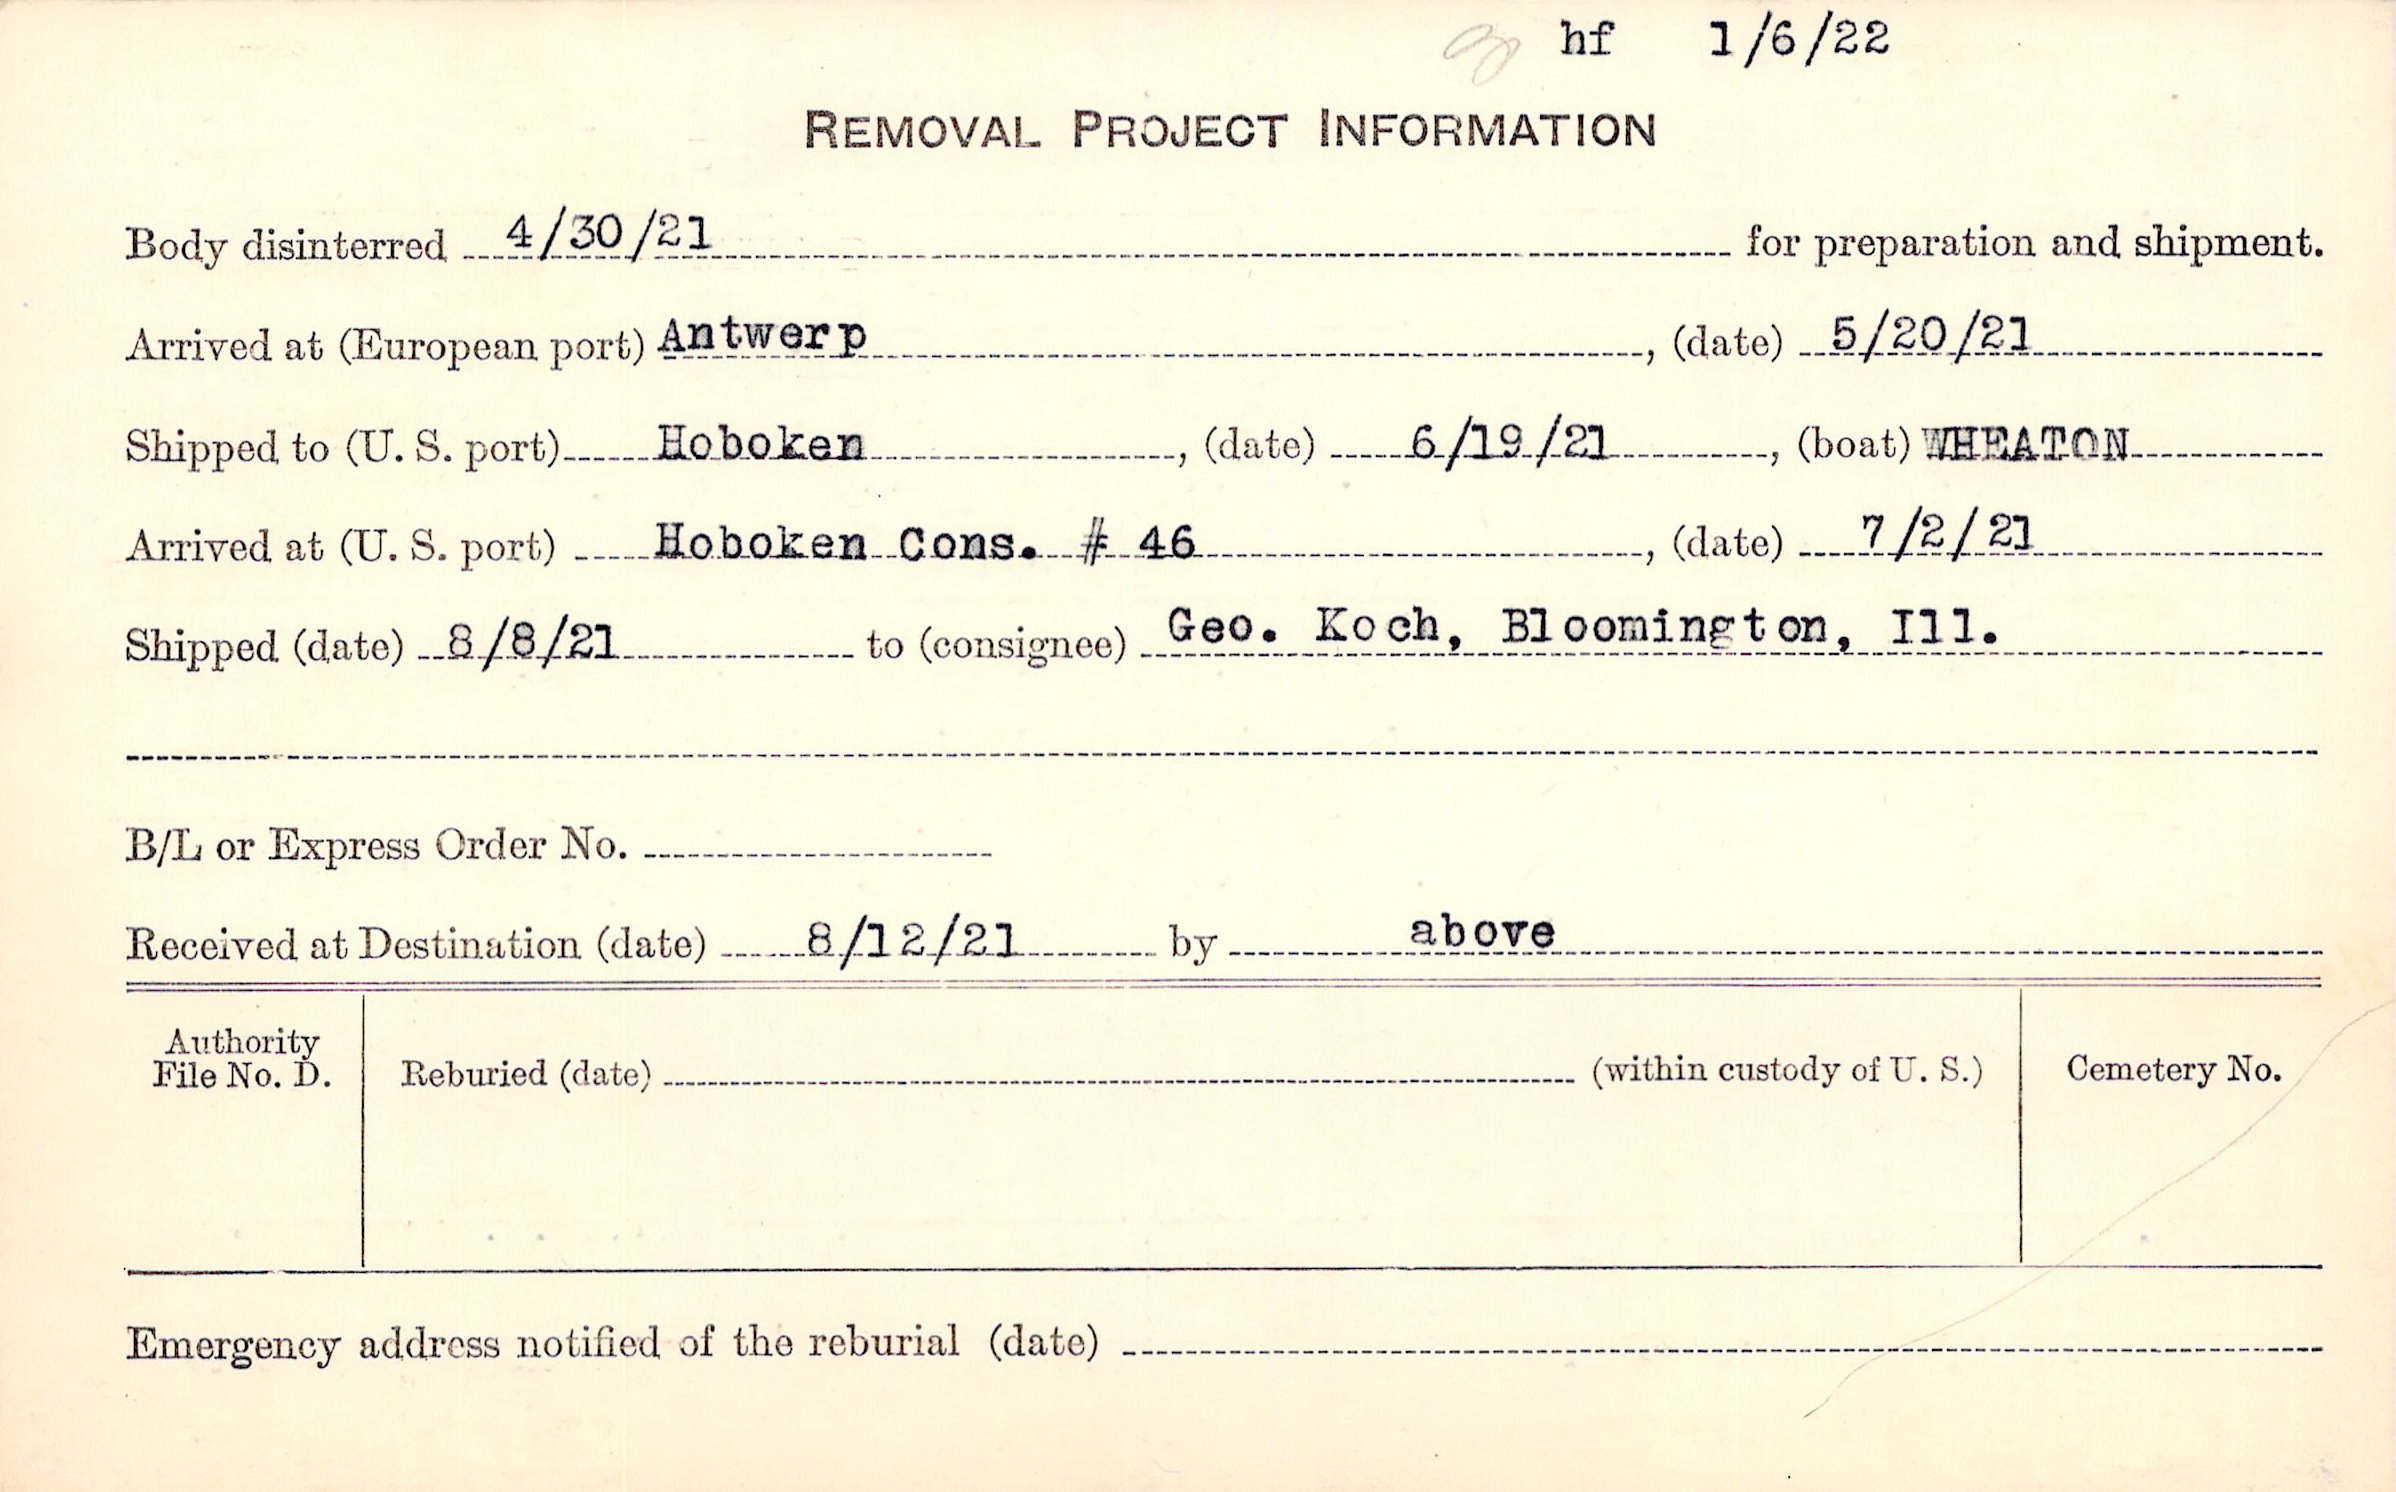 hf 1/6/22
REMOVAL PROJECT INFORMATION
Body disinterred 4/30/21 for preparation and shipment.
Arrived at (European port) Antwerp, (date) 5/20/21
Shipped to (U. S. port) Hoboken, (date) 6/19/21, (boat) WHEATON
Arrived at (U. S. port) Hoboken Cons. # 46, (date) 7/2/21
Shipped (date) 8/8/21 to (consignee) Geo. Koch, Bloomington, Ill.
B/L or Express Order No.
Received at Destination (date) 8/12/21 by above
Authority
File No. D.
Reburied (date) (within custody of U. S.)
Cemetery No.
Emergency address notified of the reburial (date)